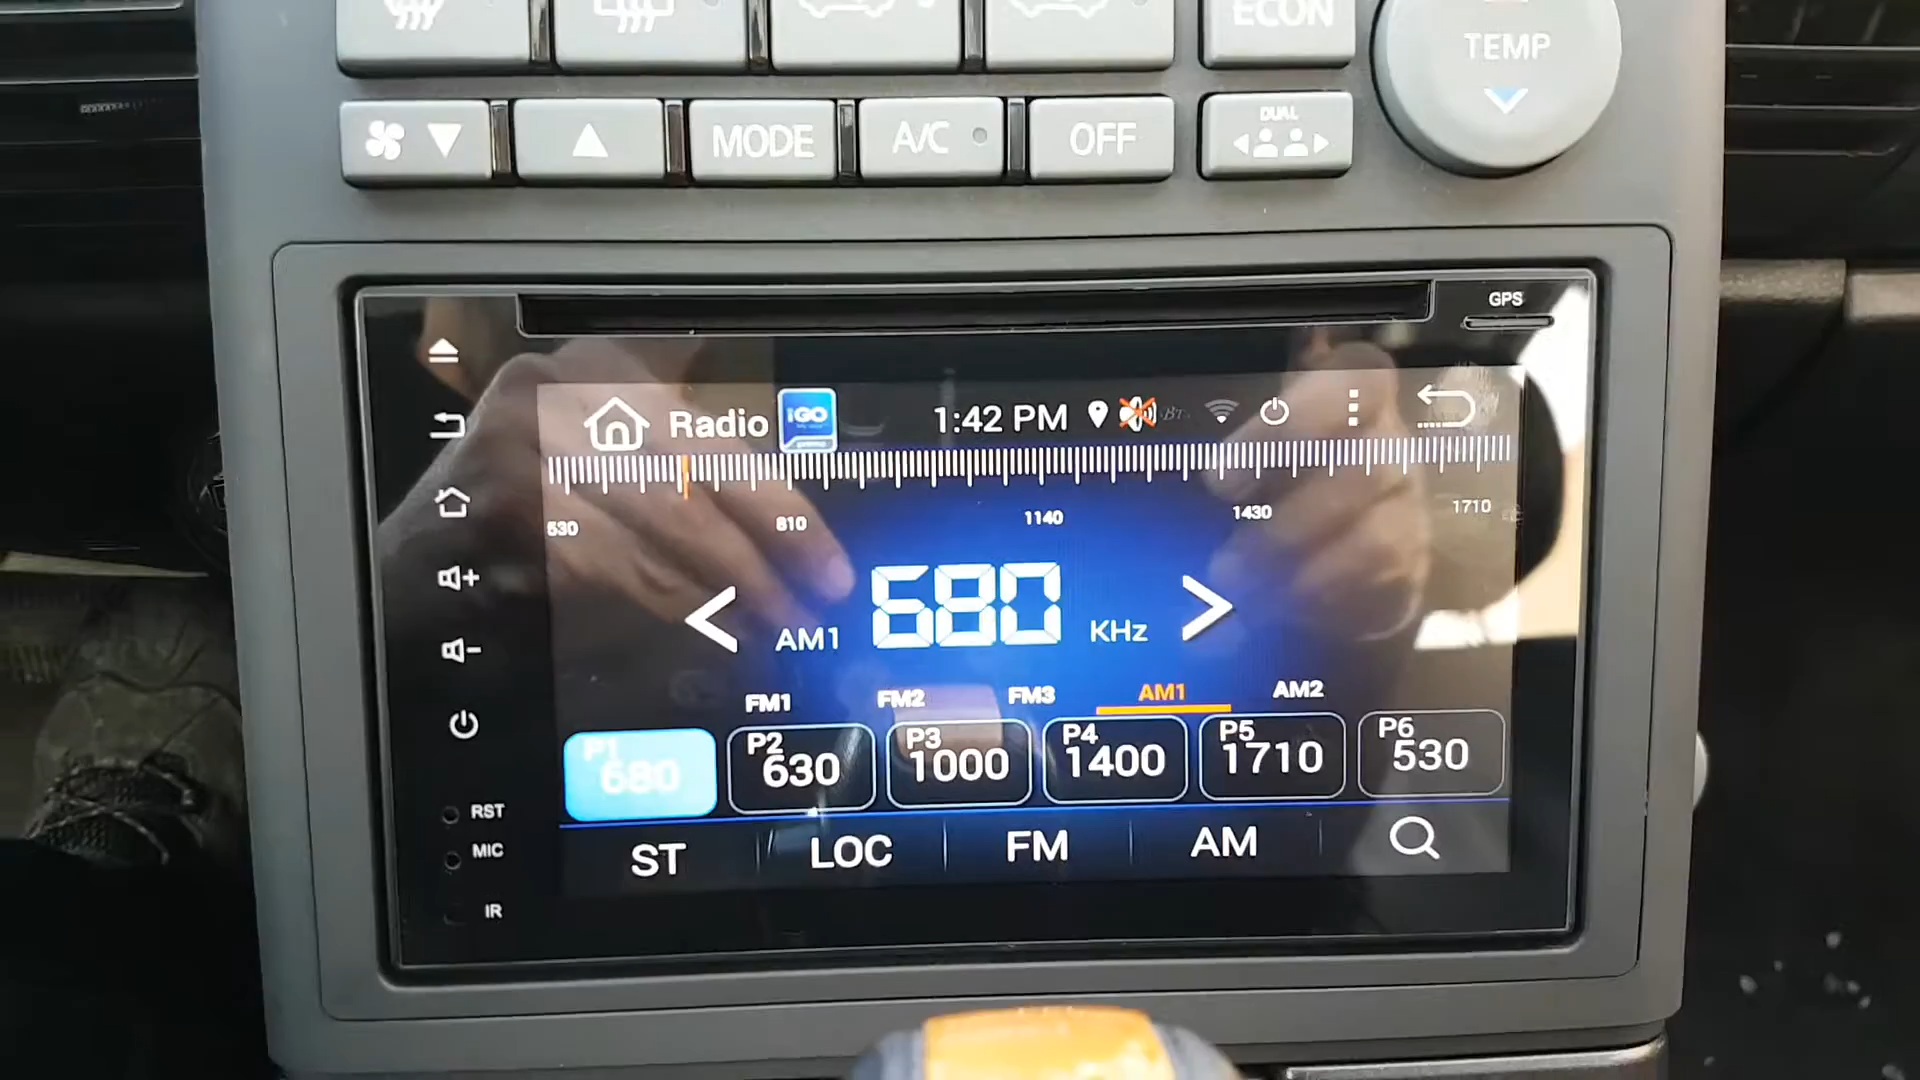 ECON
TEMP
MODE
A/C
OFF
DUAL
GPS
Radio
iGO
1:42 PM
BT
530
810
1140
1430
1710
AM1
680
KHz
FM1
FM2
FM3
AM1
AM2
P1
680
P2
630
P3
1000
P4
1400
P5
1710
P6
530
ST
LOC
FM
AM
RST
MIC
IR